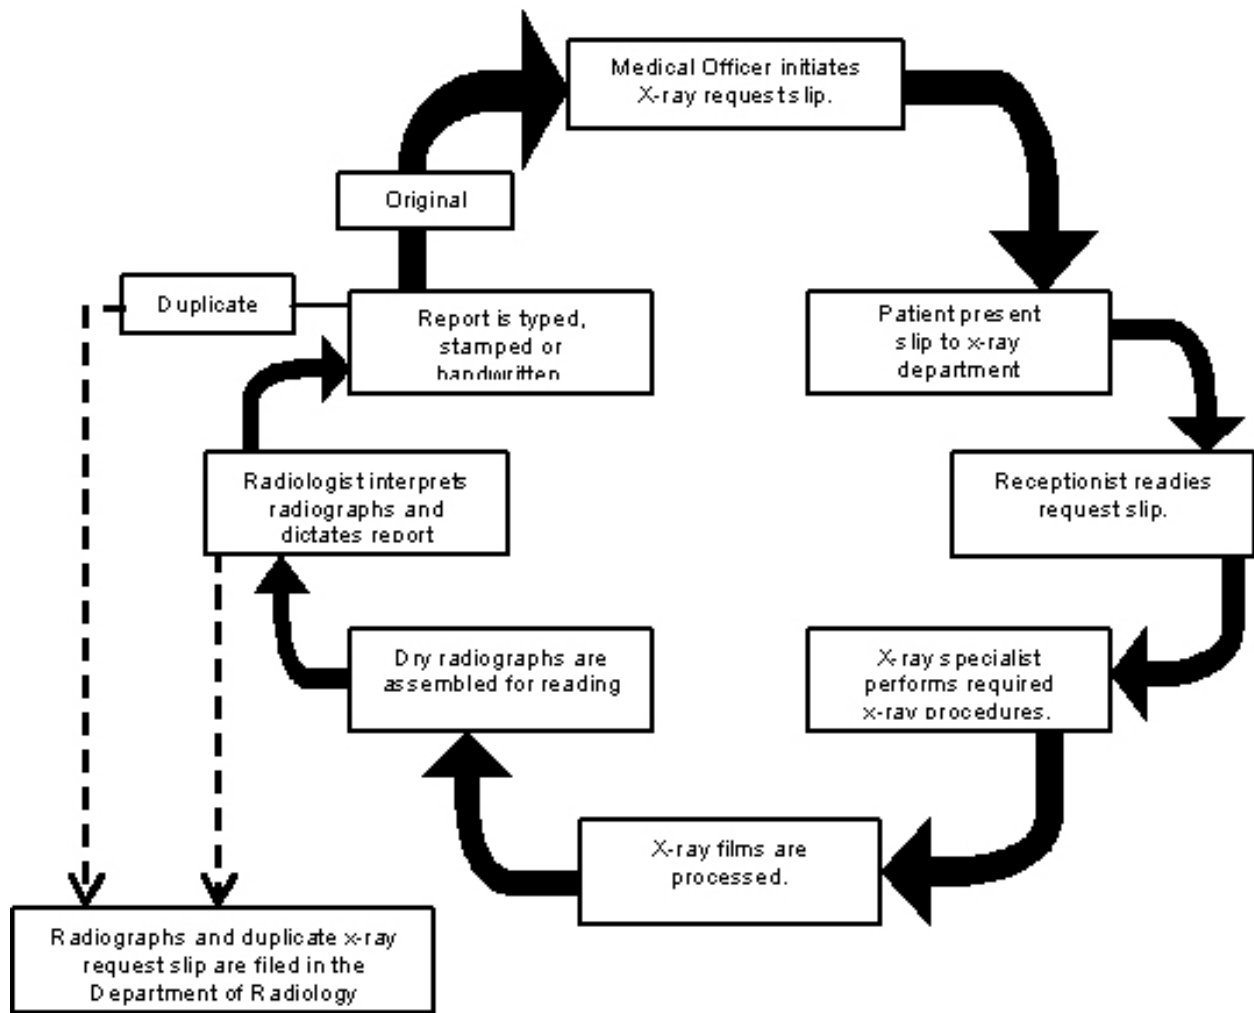 Medical Officer initiates
X-ray request slip.
Original
Duplicate
Report is typed,
stamped or
handwritten
Patient present
slip to x-ray
department
Radiologist interprets
radiographs and
dictates report
Receptionist readies
request slip.
Dry radiographs are
assembled for reading
X-ray specialist
performs required
x-ray procedures.
X-ray films are
processed.
Radiographs and duplicate x-ray
request slip are filed in the
Department of Radiology